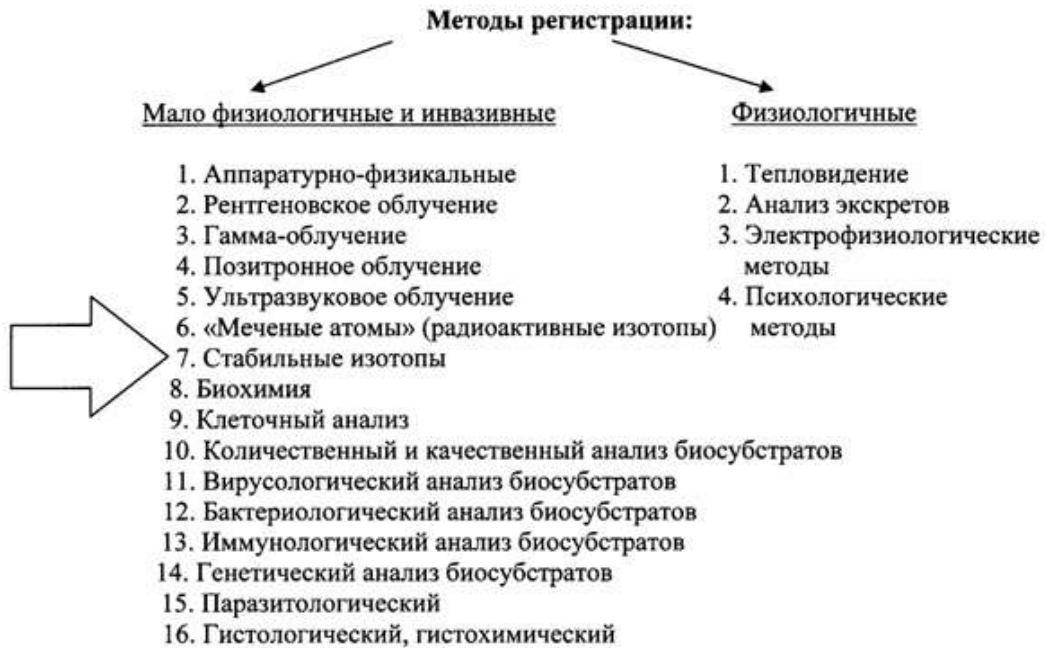 Методы регистрации:
Мало физиологичные и инвазивные
1. Аппаратурно-физикальные
2. Рентгеновское облучение
3. Гамма-облучение
4. Позитронное облучение
5. Ультразвуковое облучение
6. «Меченые атомы» (радиоактивные изотопы)
7. Стабильные изотопы
8. Биохимия
9. Клеточный анализ
10. Количественный и качественный анализ биосубстратов
11. Вирусологический анализ биосубстратов
12. Бактериологический анализ биосубстратов
13. Иммунологический анализ биосубстратов
14. Генетический анализ биосубстратов
15. Паразитологический
16. Гистологический, гистохимический
Физиологичные
1. Тепловидение
2. Анализ экскретов
3. Электрофизиологические
методы
4. Психологические
методы